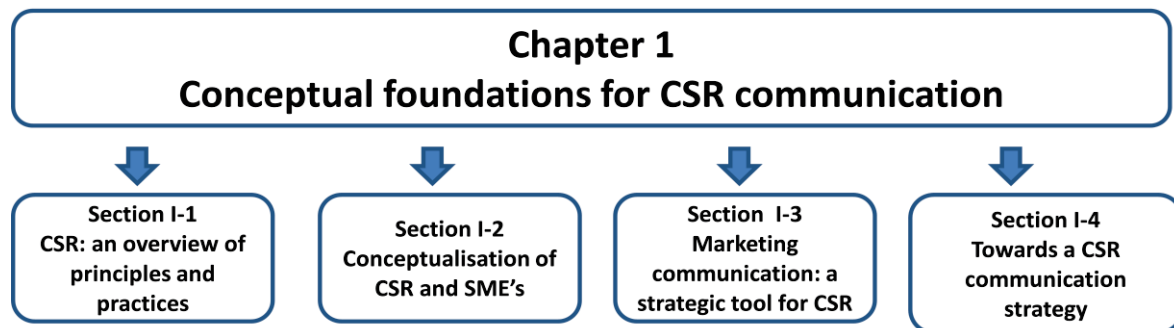 Chapter 1
Conceptual foundations for CSR communication
Section I-1
CSR: an overview of
principles and
practices
Section I-2
Conceptualisation of
CSR and SME’s
Section I-3
Marketing
communication: a
strategic tool for CSR
Section I-4
Towards a CSR
communication
strategy